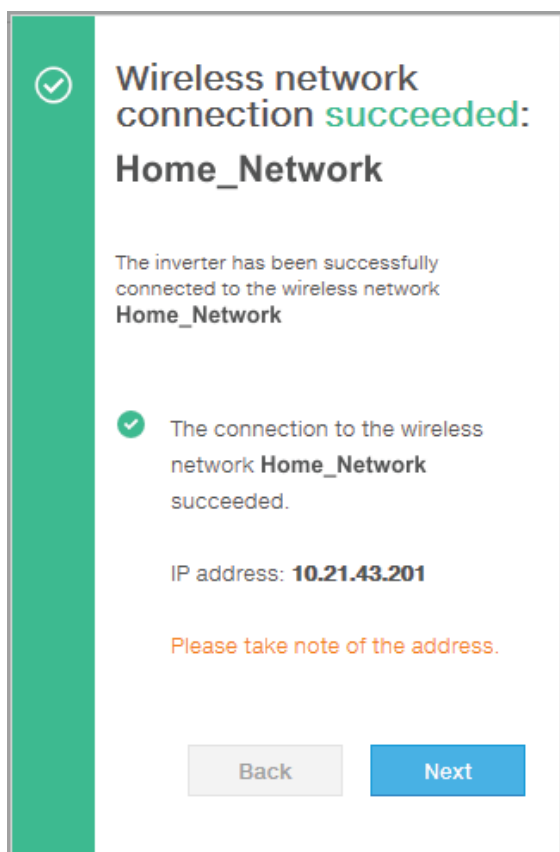 Wireless network
connection succeeded:
Home_Network
The inverter has been successfully
connected to the wireless network
Home_Network
The connection to the wireless
network Home_Network
succeeded.
IP address: 10.21.43.201
Please take note of the address.
Back
Next